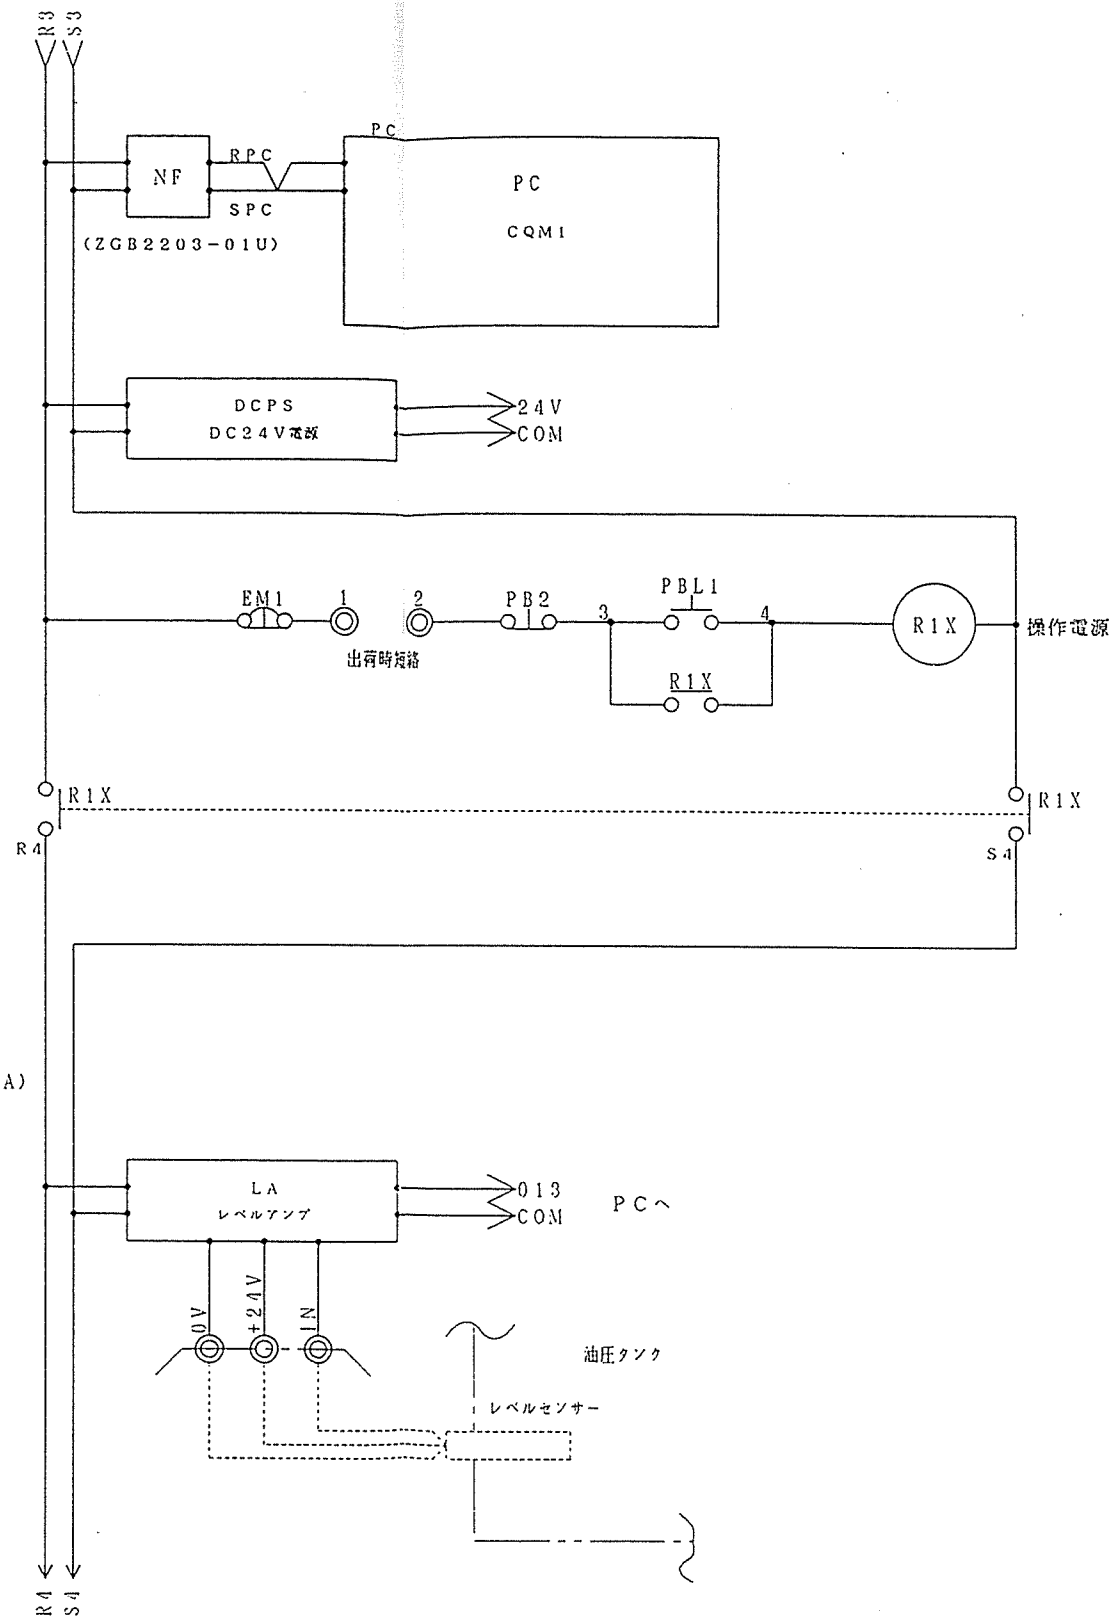 R3
S3
PC
NF
RPC
SPC
(ZGB2203-01U)
PC
CQM1
DCPS
DC24V電源
24V
COM
EM1
1
2
出荷時短絡
PB2
3
PBL1
4
R1X
R1X
操作電源
R1X
R4
R1X
S4
A)
LA
レベルアンプ
013
COM
PCへ
0V
+24V
IN
油圧タンク
レベルセンサー
R4
S4